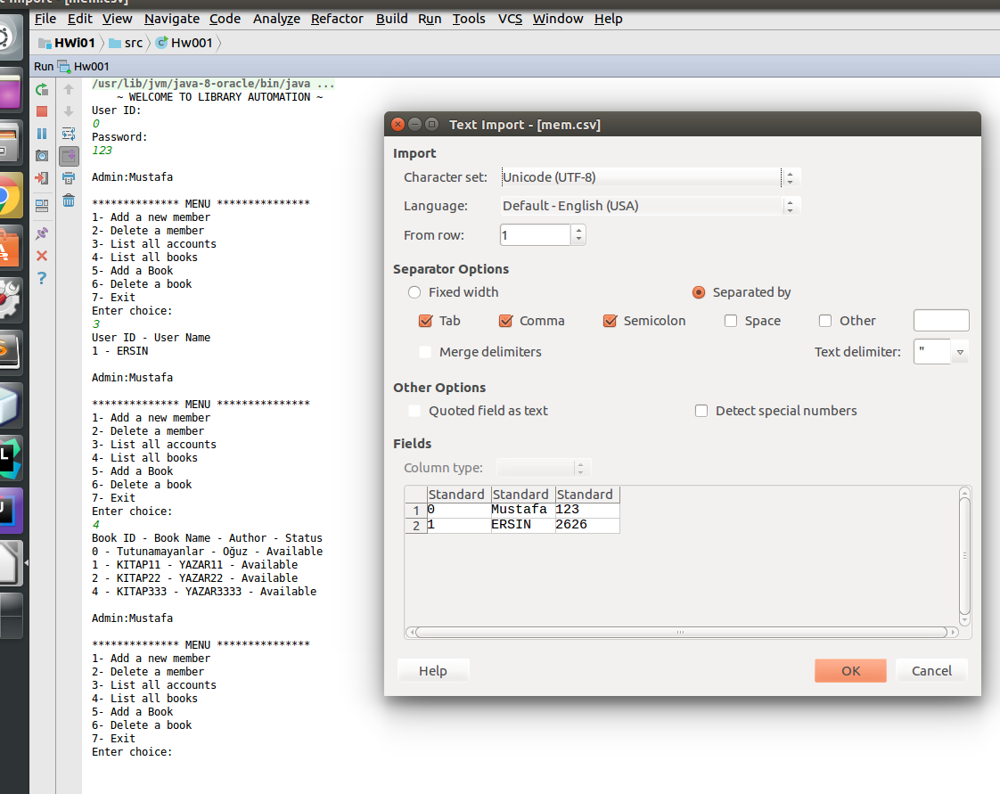 t Import - [mem.csv]
File Edit View Navigate Code Analyze Refactor Build Run Tools VCS Window Help
HWi01 src Hw001
Run Hw001
/usr/lib/jvm/java-8-oracle/bin/java ...
~ WELCOME TO LIBRARY AUTOMATION ~
User ID:
0
Password:
123
Admin:Mustafa
************** MENU ***************
1- Add a new member
2- Delete a member
3- List all accounts
4- List all books
5- Add a Book
6- Delete a book
7- Exit
Enter choice:
3
User ID - User Name
1 - ERSIN
Admin:Mustafa
************** MENU ***************
1- Add a new member
2- Delete a member
3- List all accounts
4- List all books
5- Add a Book
6- Delete a book
7- Exit
Enter choice:
4
Book ID - Book Name - Author - Status
0 - Tutunamayanlar - Oğuz - Available
1 - KITAP11 - YAZAR11 - Available
2 - KITAP22 - YAZAR22 - Available
4 - KITAP333 - YAZAR3333 - Available
Admin:Mustafa
************** MENU ***************
1- Add a new member
2- Delete a member
3- List all accounts
4- List all books
5- Add a Book
6- Delete a book
7- Exit
Enter choice:
Text Import - [mem.csv]
Import
Character set: Unicode (UTF-8)
Language: Default - English (USA)
From row: 1
Separator Options
Fixed width Separated by
Tab Comma Semicolon Space Other
Merge delimiters Text delimiter: "
Other Options
Quoted field as text Detect special numbers
Fields
Column type:
Standard Standard Standard
1 0 Mustafa 123
2 1 ERSIN 2626
Help OK Cancel